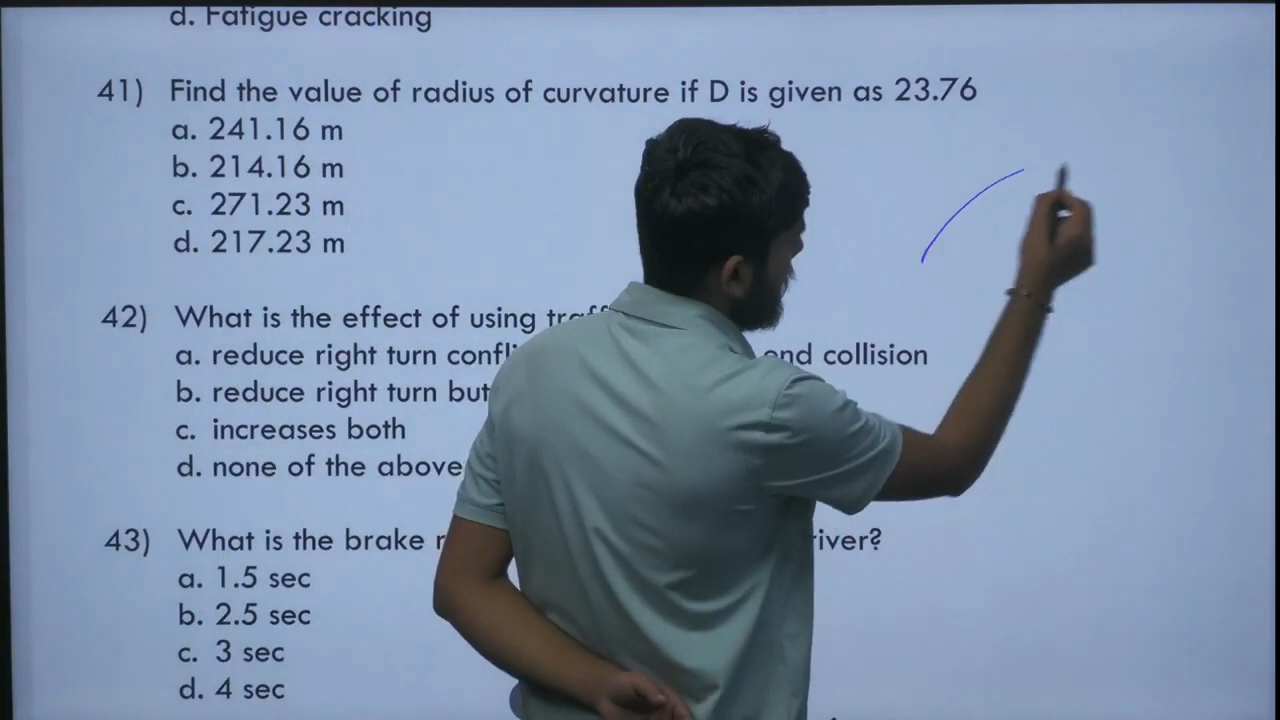 d. Fatigue cracking
41) Find the value of radius of curvature if D is given as 23.76
a. 241.16 m
b. 214.16 m
c. 271.23 m
d. 217.23 m
42) What is the effect of using
a. reduce right turn end collision
b. reduce right turn but
c. increases both
d. none of the above
43) What is the brake
a. 1.5 sec
b. 2.5 sec
c. 3 sec
d. 4 sec